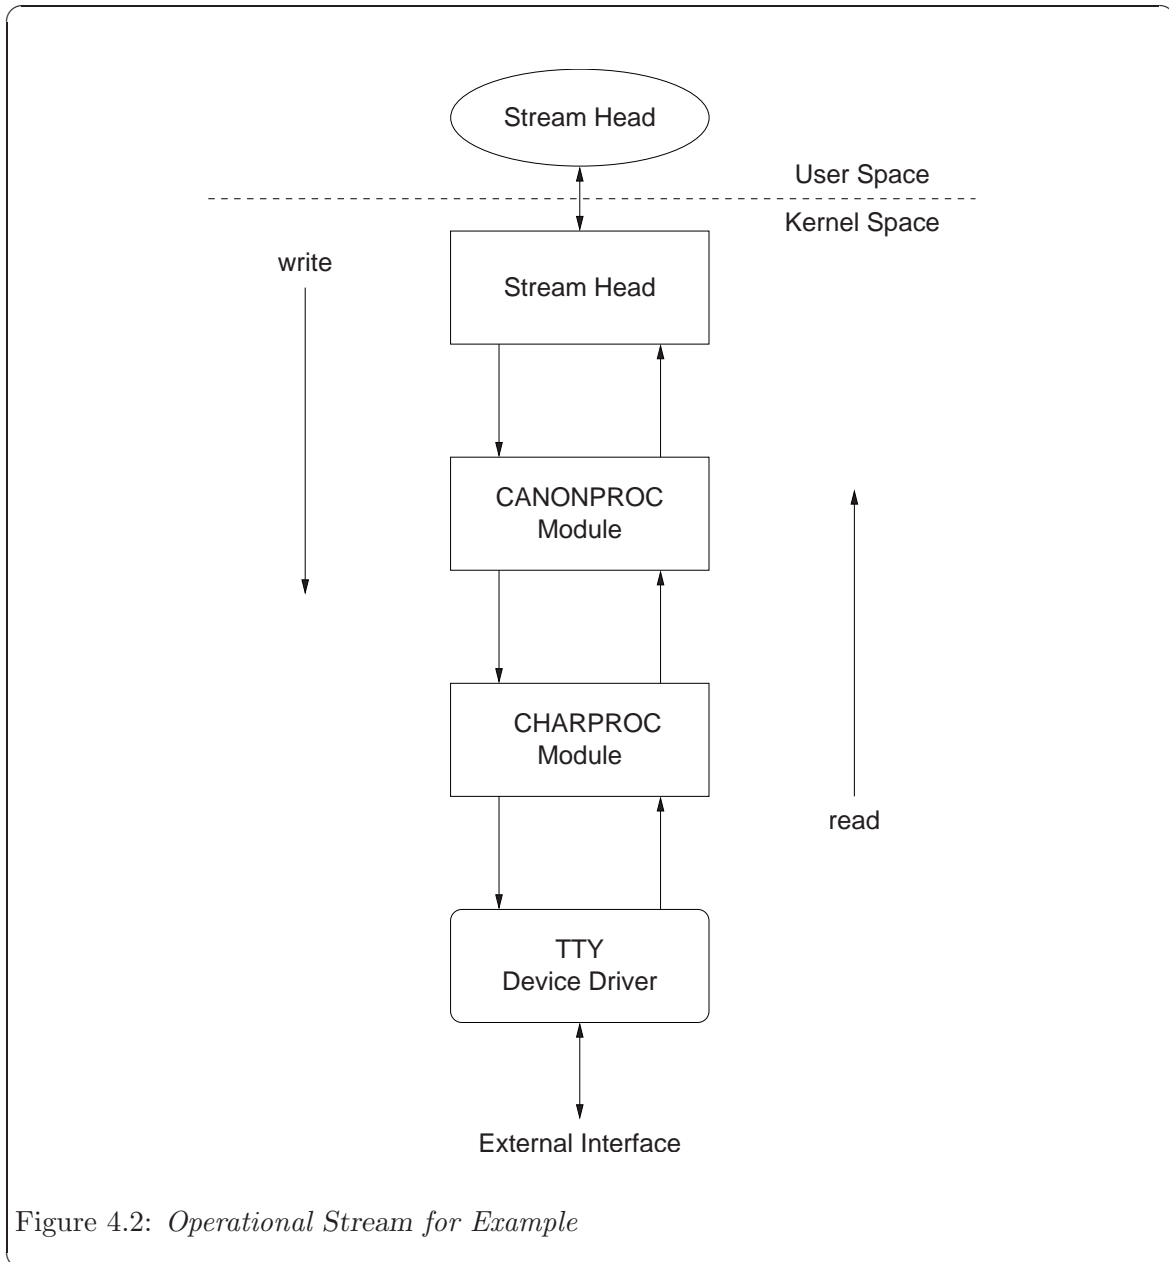 Stream Head
User Space
Kernel Space
write
Stream Head
CANONPROC
Module
CHARPROC
Module
read
TTY
Device Driver
External Interface
Figure 4.2: Operational Stream for Example